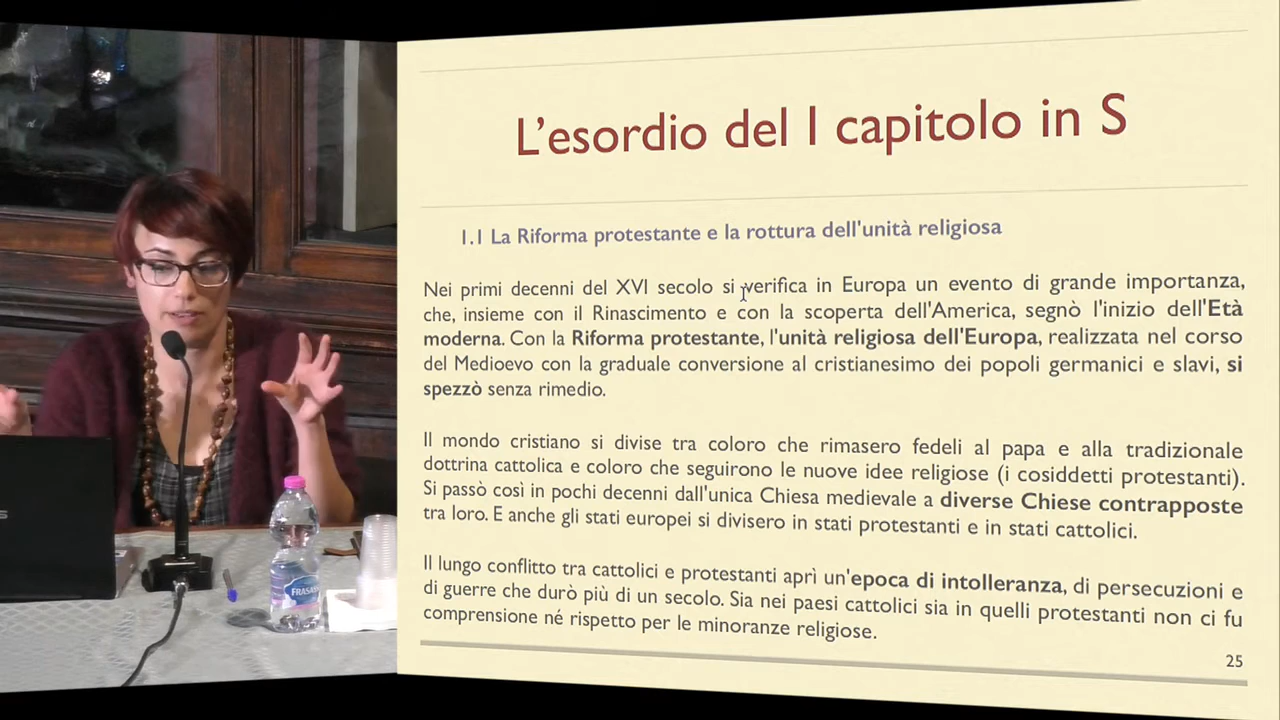 L'esordio del I capitolo in S
1.1 La Riforma protestante e la rottura dell'unità religiosa
Nei primi decenni del XVI secolo si verifica in Europa un evento di grande importanza,
che, insieme con il Rinascimento e con la scoperta dell'America, segnò l'inizio dell'Età
moderna. Con la Riforma protestante, l'unità religiosa dell'Europa, realizzata nel corso
del Medioevo con la graduale conversione al cristianesimo dei popoli germanici e slavi, si
spezzò senza rimedio.
Il mondo cristiano si divise tra coloro che rimasero fedeli al papa e alla tradizionale
dottrina cattolica e coloro che seguirono le nuove idee religiose (i cosiddetti protestanti).
Si passò così in pochi decenni dall'unica Chiesa medievale a diverse Chiese contrapposte
tra loro. E anche gli stati europei si divisero in stati protestanti e in stati cattolici.
Il lungo conflitto tra cattolici e protestanti aprì un'epoca di intolleranza, di persecuzioni e
di guerre che durò più di un secolo. Sia nei paesi cattolici sia in quelli protestanti non ci fu
comprensione né rispetto per le minoranze religiose.
25